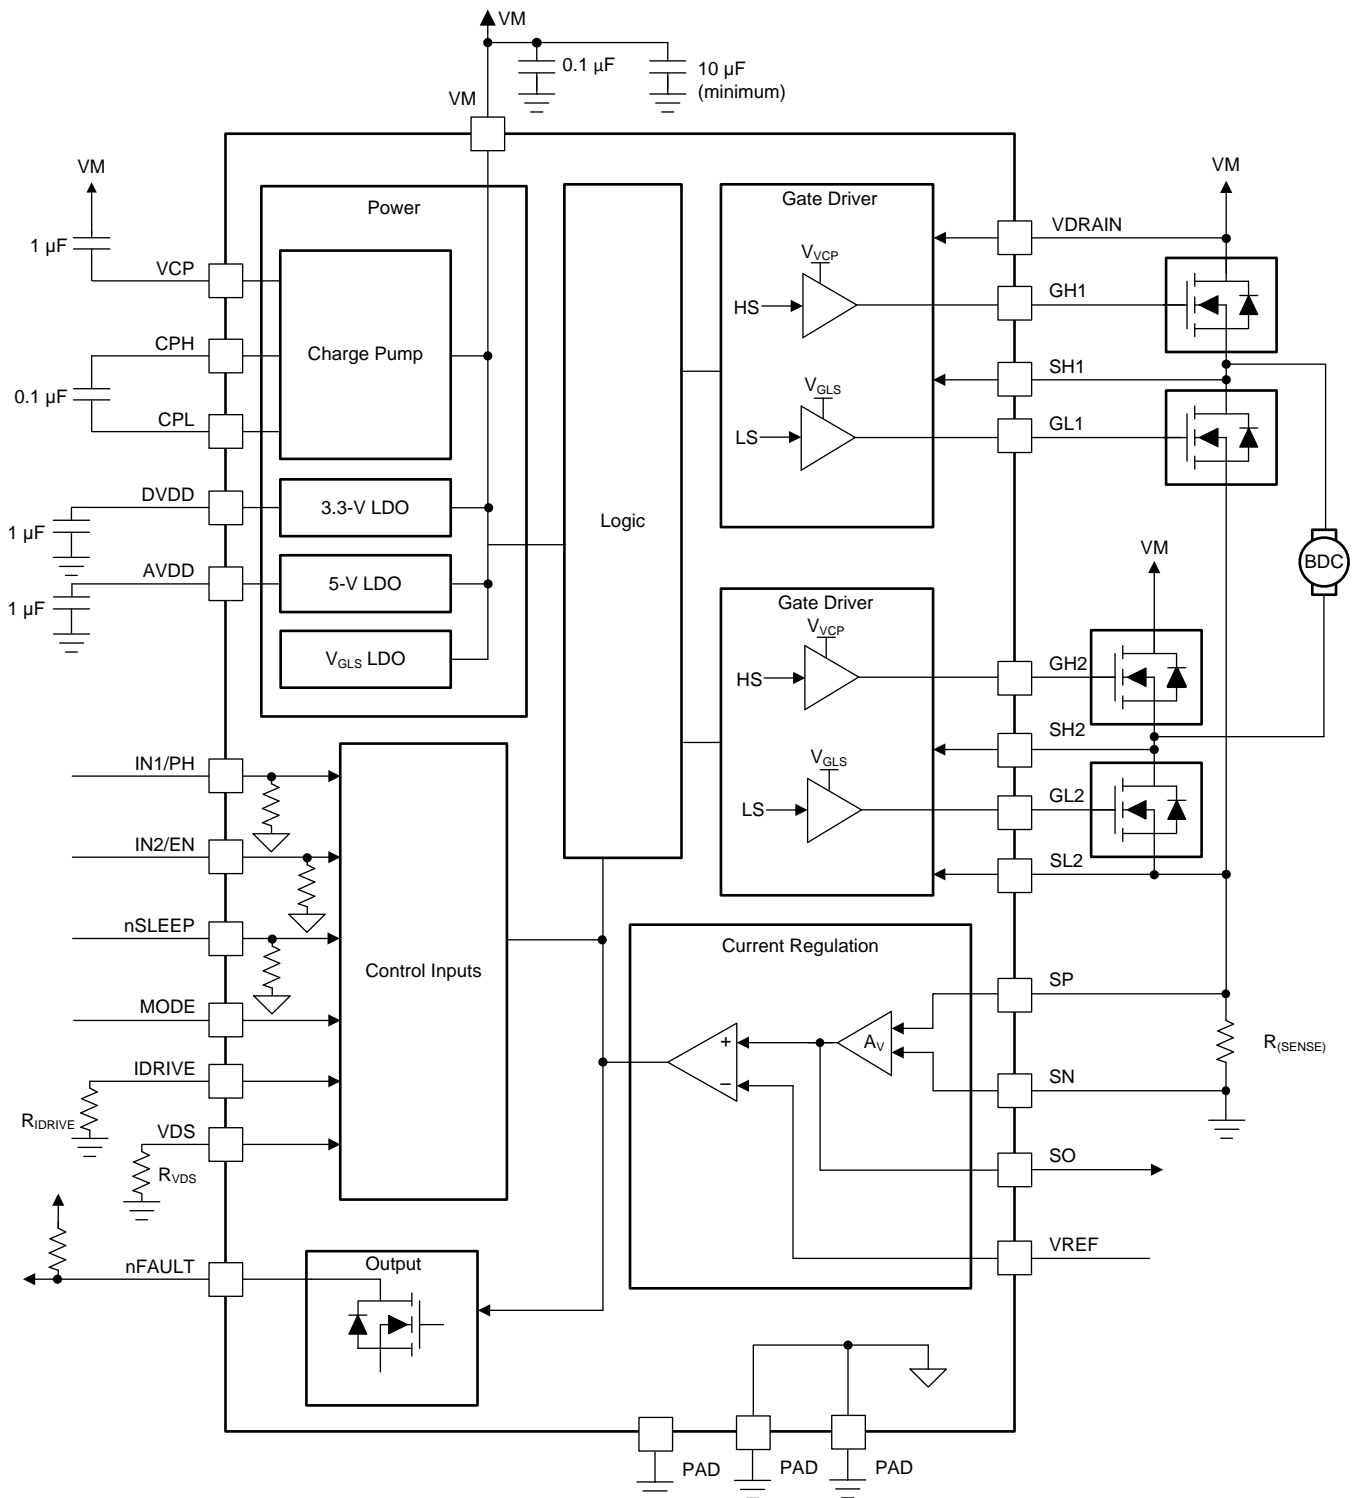 VM
0.1 µF
10 µF
(minimum)
VM
VM
1 µF
VCP
CPH
0.1 µF
CPL
DVDD
1 µF
AVDD
1 µF
Power
Charge Pump
3.3-V LDO
5-V LDO
VGLS LDO
Logic
Gate Driver
VVCP
HS
VGLS
LS
VM
VDRAIN
GH1
SH1
GL1
BDC
Gate Driver
VVCP
HS
VGLS
LS
VM
GH2
SH2
GL2
SL2
IN1/PH
IN2/EN
nSLEEP
MODE
IDRIVE
RIDRIVE
VDS
RVDS
nFAULT
Control Inputs
Output
Current Regulation
+
−
AV
SP
R(SENSE)
SN
SO
VREF
PAD
PAD
PAD